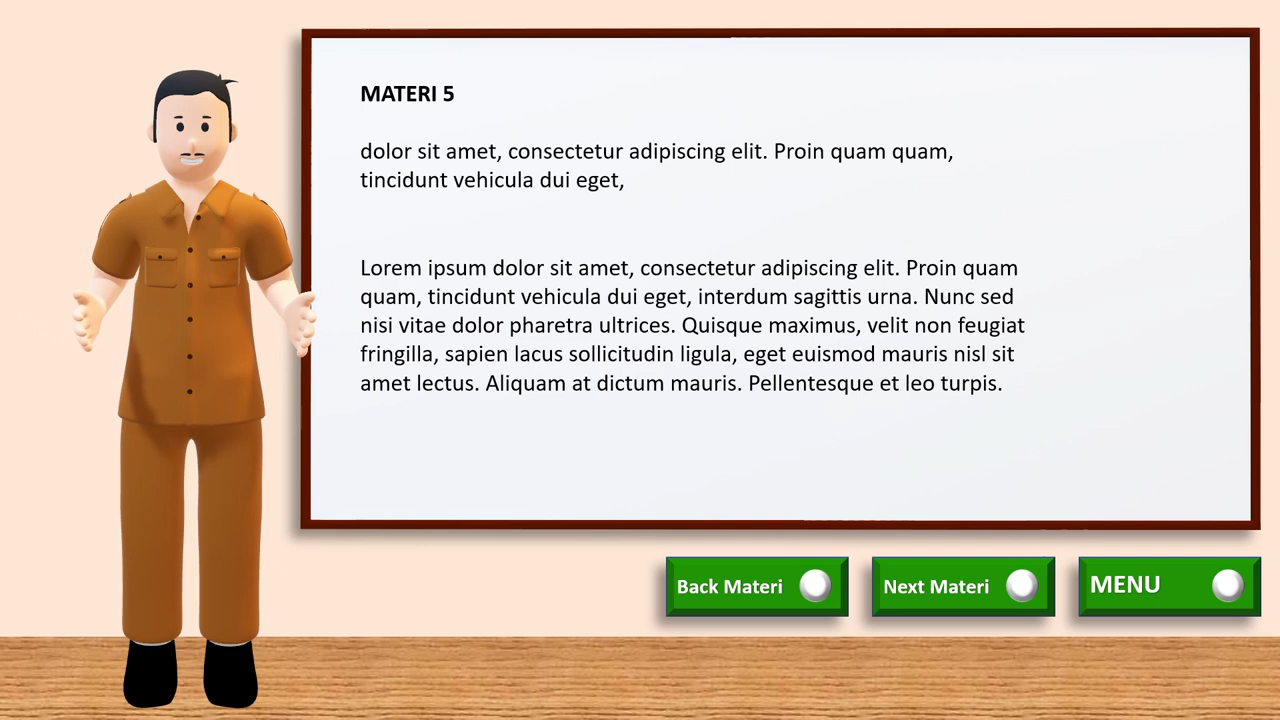 MATERI 5
dolor sit amet, consectetur adipiscing elit. Proin quam quam,
tincidunt vehicula dui eget,
Lorem ipsum dolor sit amet, consectetur adipiscing elit. Proin quam
quam, tincidunt vehicula dui eget, interdum sagittis urna. Nunc sed
nisi vitae dolor pharetra ultrices. Quisque maximus, velit non feugiat
fringilla, sapien lacus sollicitudin ligula, eget euismod mauris nisl sit
amet lectus. Aliquam at dictum mauris. Pellentesque et leo turpis.
Back Materi
Next Materi
MENU